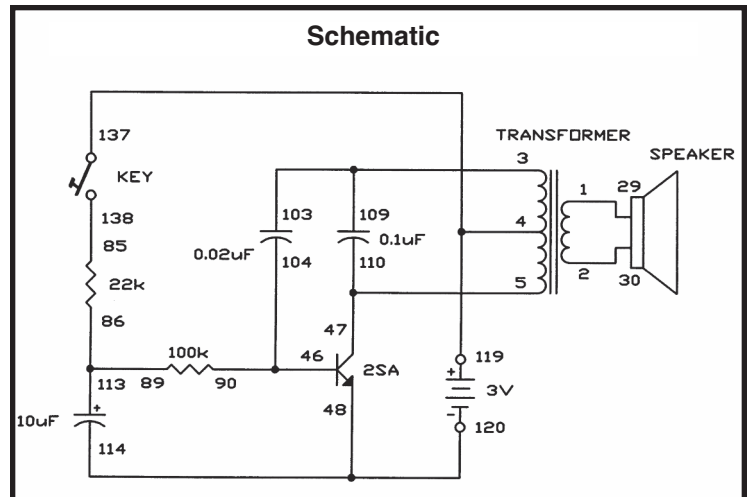 Schematic
137
TRANSFORMER
3
SPEAKER
KEY
1
29
138
103
109
4
85
0.02uF
104
0.1uF
110
22k
5
2
30
86
47
100k
46
2SA
119
+
3V
113
89
90
48
-
120
10uF
+
114